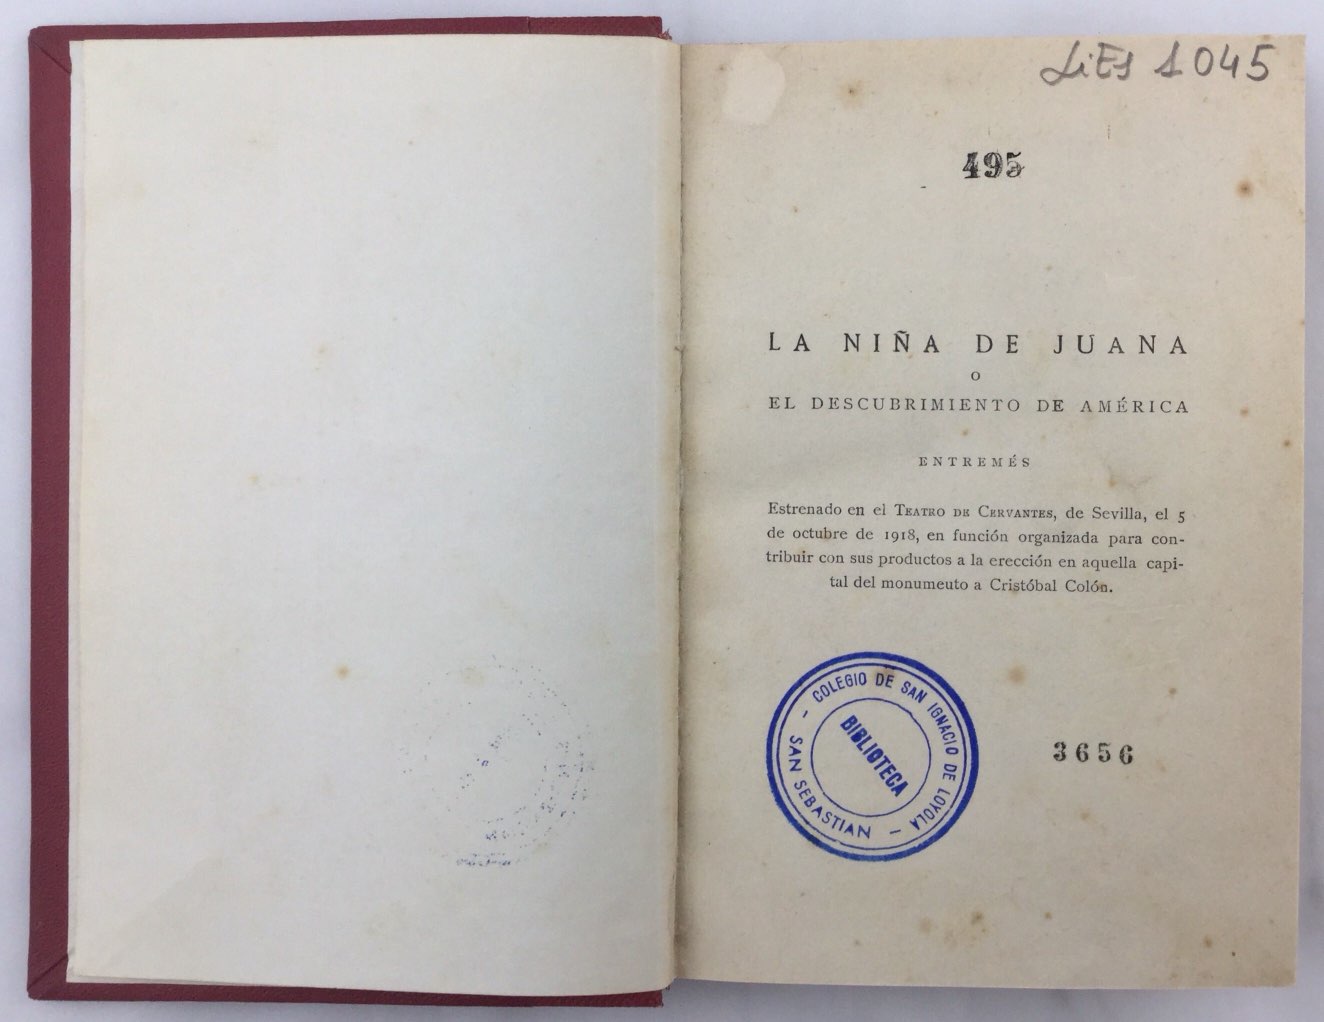 LiEs 1045
495
LA NIÑA DE JUANA
O
EL DESCUBRIMIENTO DE AMÉRICA
ENTREMÉS
Estrenado en el TEATRO DE CERVANTES, de Sevilla, el 5
de octubre de 1918, en función organizada para con-
tribuir con sus productos a la erección en aquella capi-
tal del monumeuto a Cristóbal Colón.
- COLEGIO DE SAN IGNACIO DE LOYOLA -
SAN SEBASTIAN
BIBLIOTECA
3656